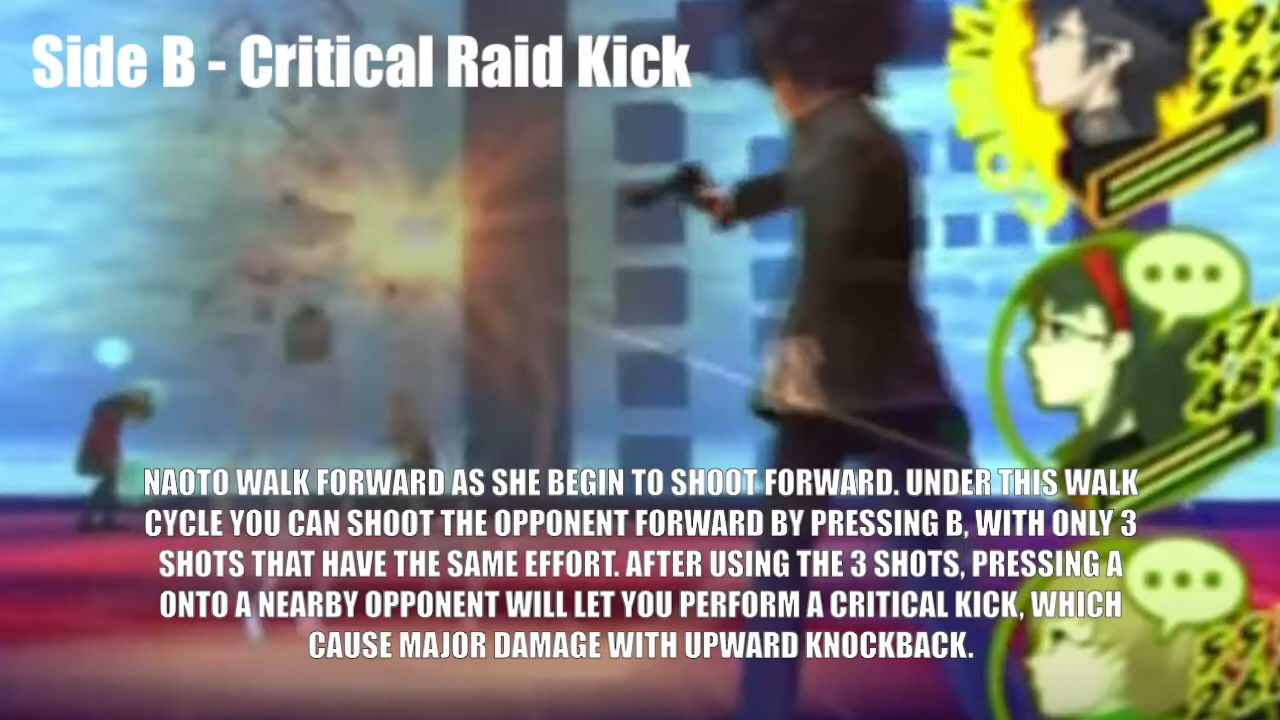 Side B - Critical Raid Kick
NAOTO WALK FORWARD AS SHE BEGIN TO SHOOT FORWARD. UNDER THIS WALK
CYCLE YOU CAN SHOOT THE OPPONENT FORWARD BY PRESSING B, WITH ONLY 3
SHOTS THAT HAVE THE SAME EFFORT. AFTER USING THE 3 SHOTS, PRESSING A
ONTO A NEARBY OPPONENT WILL LET YOU PERFORM A CRITICAL KICK, WHICH
CAUSE MAJOR DAMAGE WITH UPWARD KNOCKBACK.